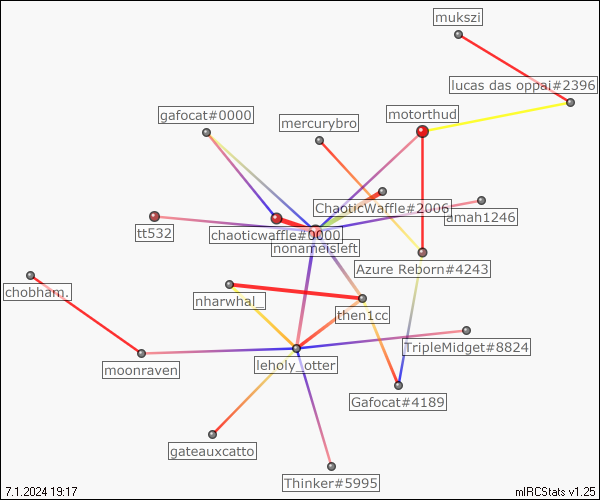 mukszi
lucas das oppai#2396
gafocat#0000
motorthud
mercurybro
ChaoticWaffle#2006
amah1246
tt532
chaoticwaffle#0000
nonameisleft
Azure Reborn#4243
chobham.
nharwhal_
then1cc
TripleMidget#8824
leholy_otter
moonraven
Gafocat#4189
gateauxcatto
Thinker#5995
7.1.2024 19:17
mIRCStats v1.25